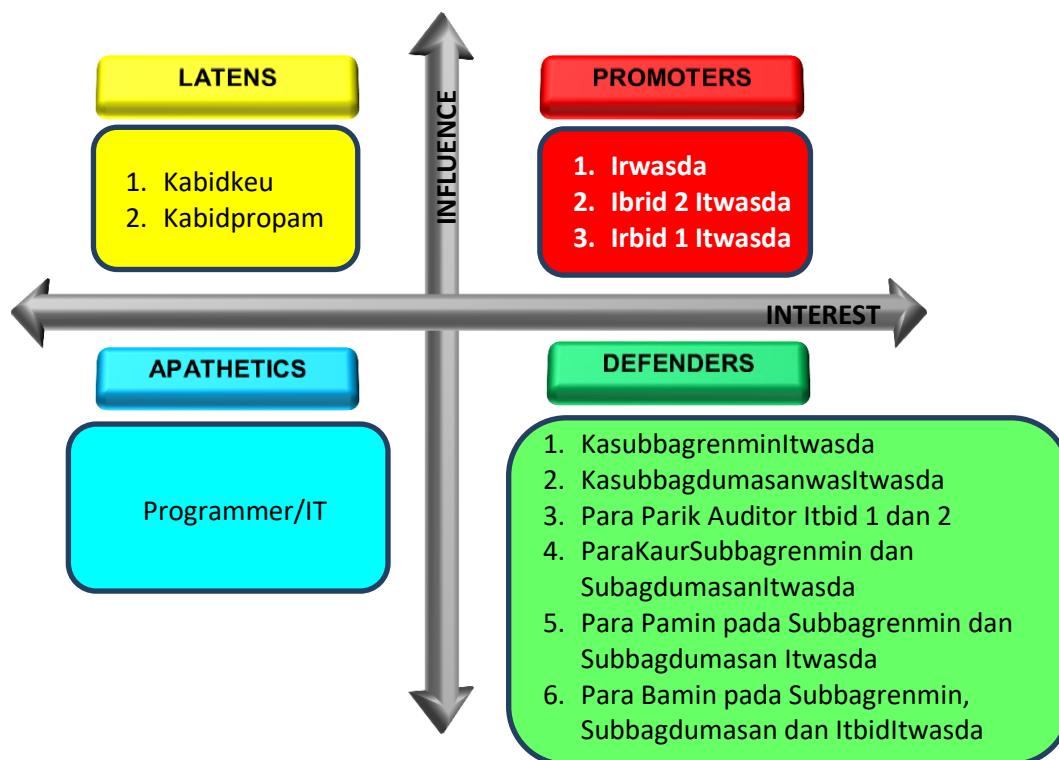 LATENS
1. Kabidkeu
2. Kabidpropam
INFLUENCE
PROMOTERS
1. Irwasda
2. Ibrid 2 Itwasda
3. Irbid 1 Itwasda
INTEREST
APATHETICS
Programmer/IT
DEFENDERS
1. KasubbagrenminItwasda
2. KasubbagdumasanwasItwasda
3. Para Parik Auditor Itbid 1 dan 2
4. ParaKaurSubbagrenmin dan
SubagdumasanItwasda
5. Para Pamin pada Subbagrenmin dan
Subbagdumasan Itwasda
6. Para Bamin pada Subbagrenmin,
Subbagdumasan dan ItbidItwasda